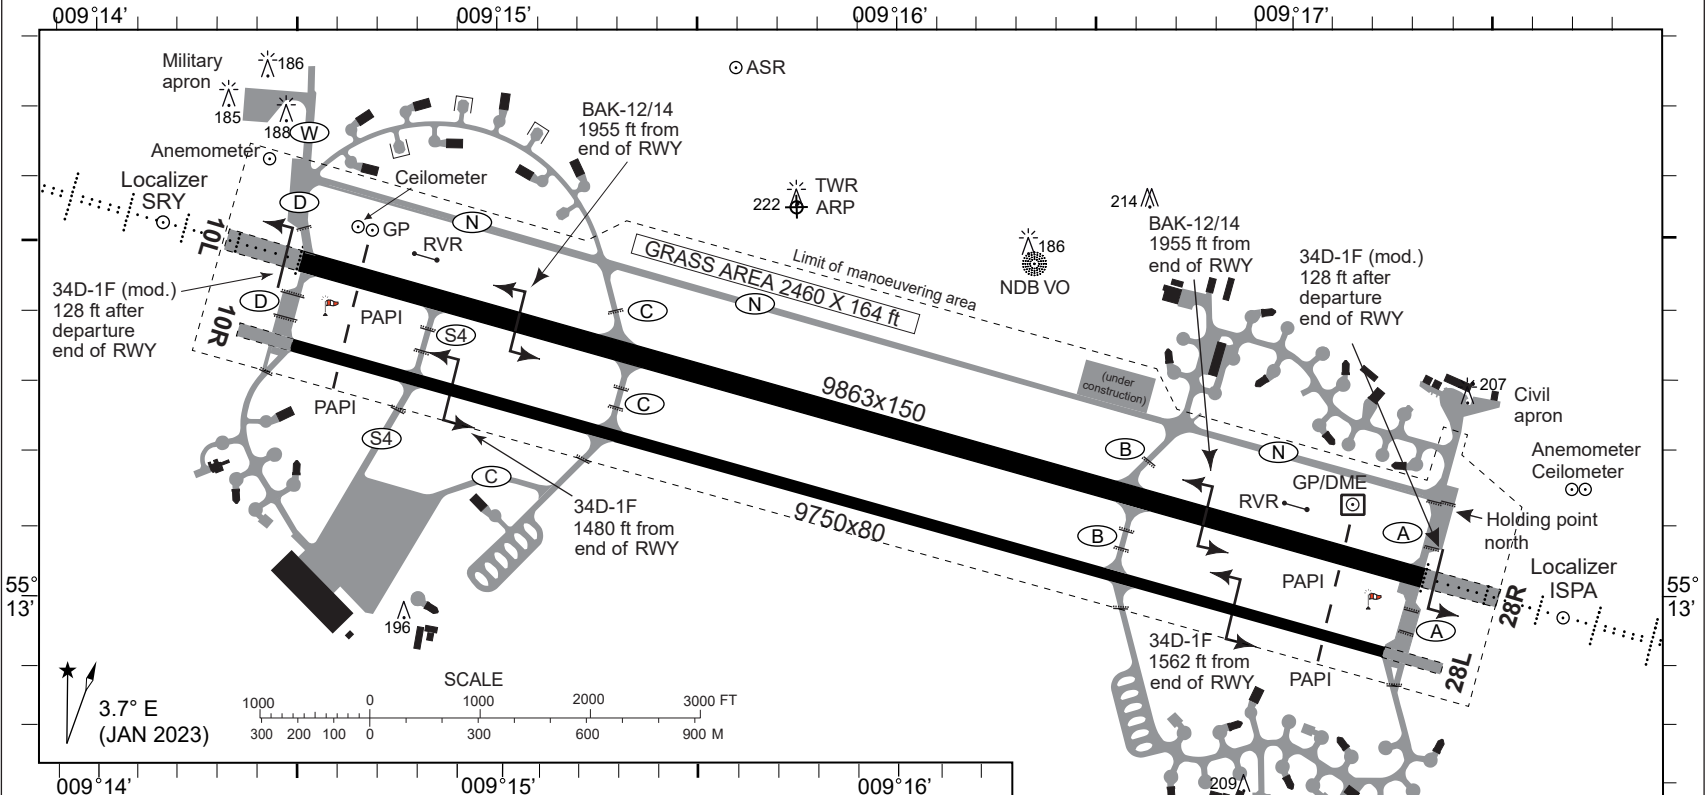 009°14’
009°15’
009°16’
009°17’
Military
apron
186
185
188
W
ASR
BAK-12/14
1955 ft from
end of RWY
Anemometer
Localizer
SRY
Ceilometer
D
N
GP
RVR
10L
TWR
222
ARP
214
BAK-12/14
1955 ft from
end of RWY
186
NDB VO
34D-1F (mod.)
128 ft after
departure
end of RWY
Limit of manoeuvering area
GRASS AREA 2460 X 164 ft
34D-1F (mod.)
128 ft after
departure
end of RWY
D
PAPI
10R
S4
C
N
PAPI
(under
construction)
9863x150
C
207
Civil
apron
S4
C
B
N
Anemometer
Ceilometer
GP/DME
RVR
9750x80
34D-1F
1480 ft from
end of RWY
B
A
Holding point
north
Localizer
ISPA
PAPI
55°
13’
55°
13’
28R
A
28L
196
34D-1F
1562 ft from
end of RWY
PAPI
3.7° E
(JAN 2023)
SCALE
1000 0 1000 2000 3000 FT
300 200 100 0 300 600 900 M
209
009°14’
009°15’
009°16’